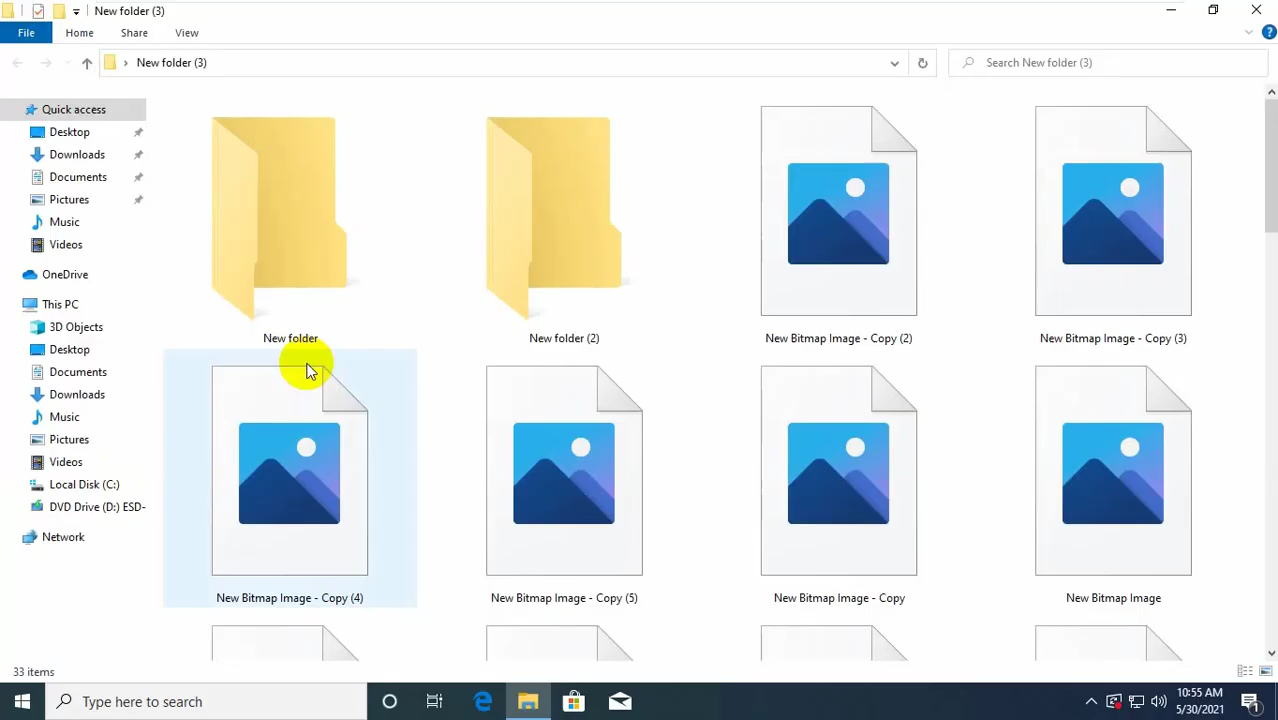 New folder (3)
File
Home
Share
View
New folder (3)
Search New folder (3)
Quick access
Desktop
Downloads
Documents
Pictures
Music
Videos
OneDrive
This PC
3D Objects
Desktop
Documents
Downloads
Music
Pictures
Videos
Local Disk (C:)
DVD Drive (D:) ESD-
Network
New folder
New folder (2)
New Bitmap Image - Copy (2)
New Bitmap Image - Copy (3)
New Bitmap Image - Copy (4)
New Bitmap Image - Copy (5)
New Bitmap Image - Copy
New Bitmap Image
33 items
Type here to search
10:55 AM
5/30/2021
1